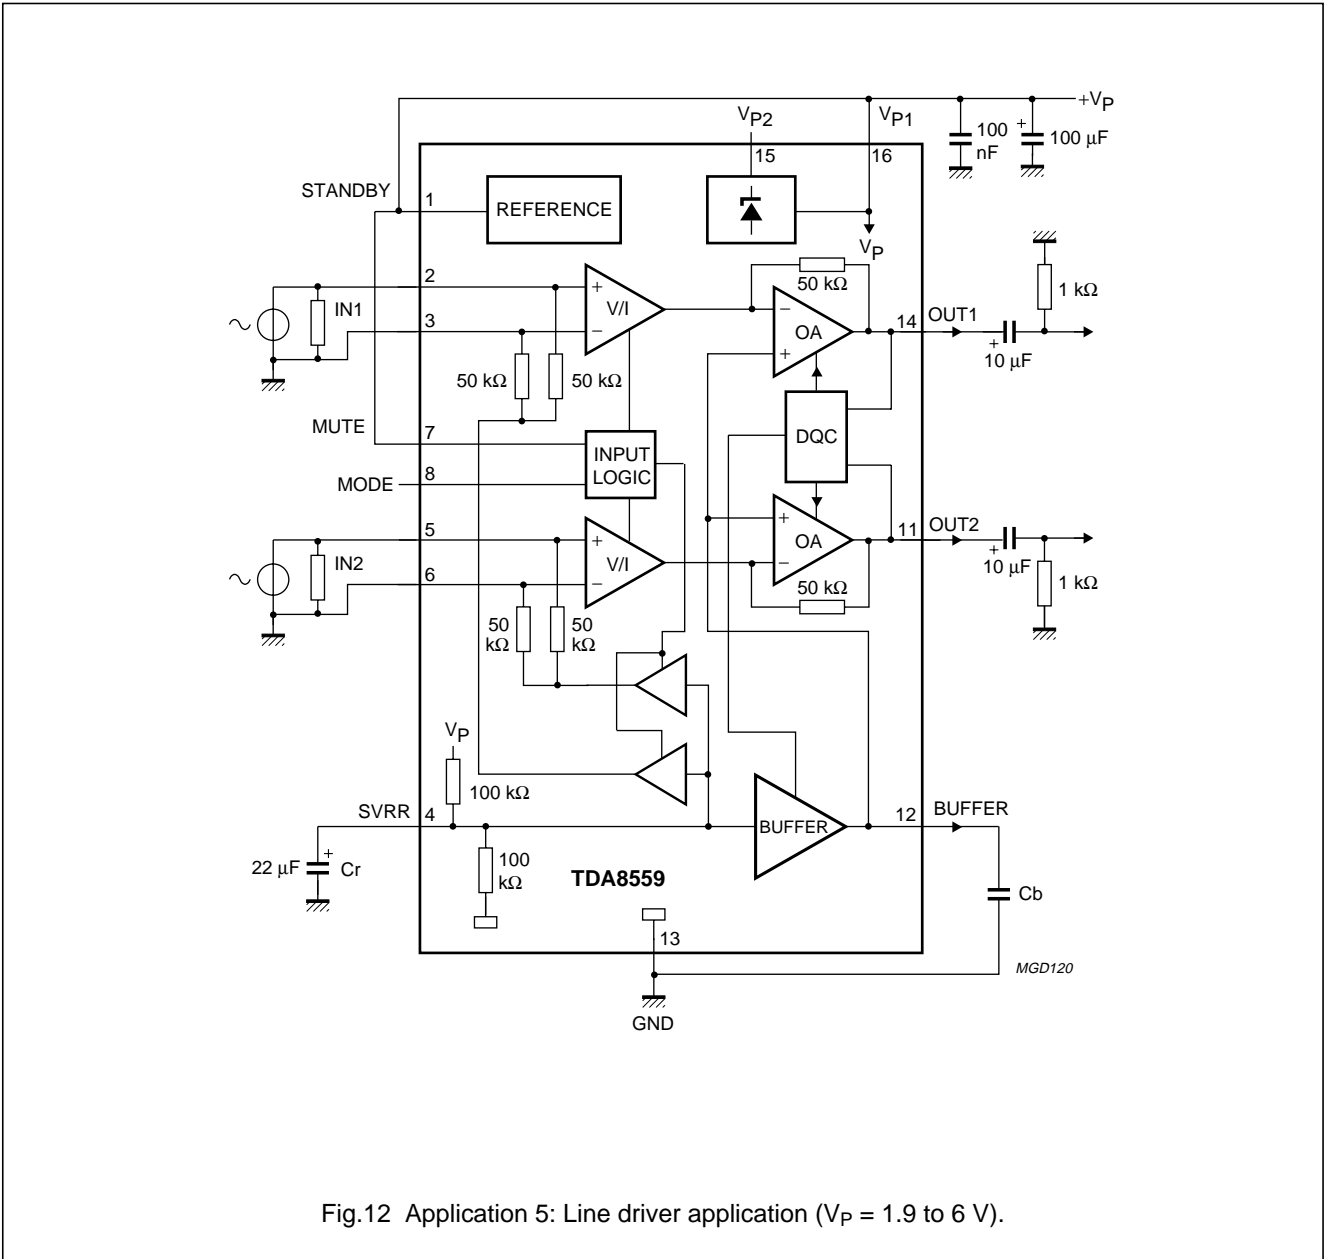 +VP
VP2
VP1
100
nF
+
100 µF
15
16
STANDBY
1
REFERENCE
VP
50 kΩ
1 kΩ
2
IN1
3
+
V/I
−
−
OA
+
14
OUT1
+
10 µF
50 kΩ
50 kΩ
MUTE
7
INPUT
LOGIC
DQC
MODE
8
5
IN2
6
+
V/I
−
+
OA
−
11
OUT2
+
10 µF
1 kΩ
50 kΩ
50
kΩ
50
kΩ
VP
100 kΩ
SVRR
4
BUFFER
12
BUFFER
22 µF
+
Cr
100
kΩ
TDA8559
Cb
13
MGD120
GND
Fig.12 Application 5: Line driver application (VP = 1.9 to 6 V).